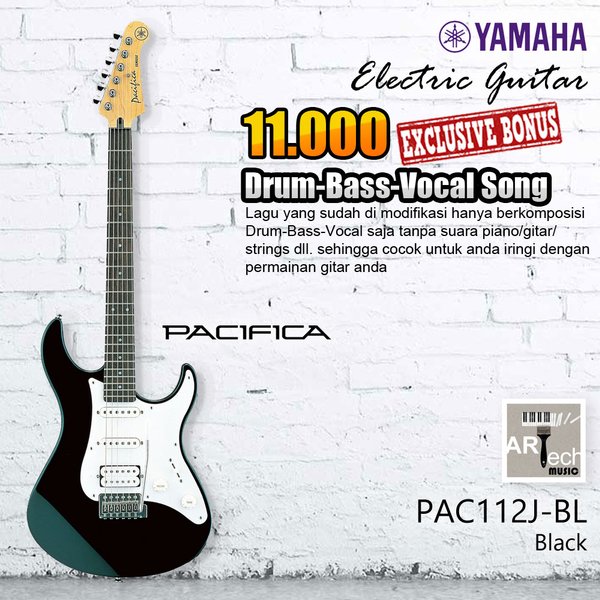 YAMAHA
Electric Guitar
11.000
EXCLUSIVE BONUS
Drum-Bass-Vocal Song
Lagu yang sudah di modifikasi hanya berkomposisi
Drum-Bass-Vocal saja tanpa suara piano/gitar/
strings dll. sehingga cocok untuk anda iringi dengan
permainan gitar anda
Pacifica
PACIFICA
ARTech
MUSIC
PAC112J-BL
Black